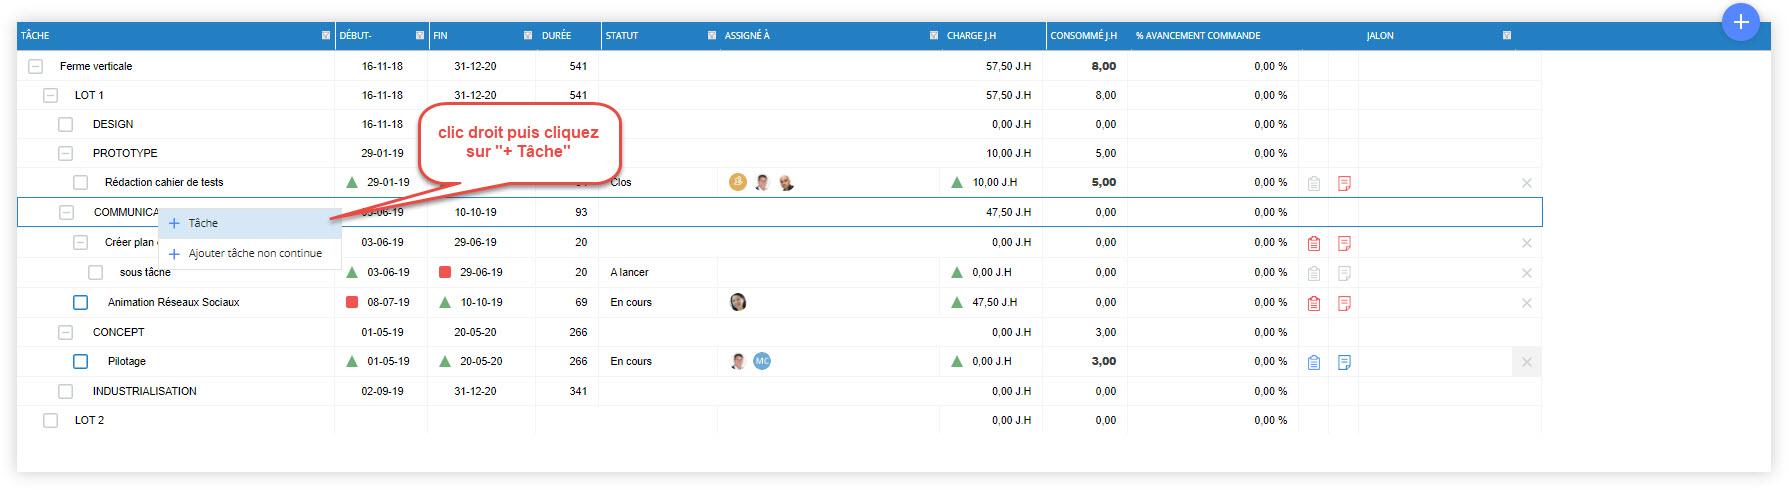 TÂCHE DÉBUT- FIN DURÉE STATUT ASSIGNÉ À CHARGE J.H CONSOMMÉ J.H % AVANCEMENT COMMANDE JALON
Ferme verticale 16-11-18 31-12-20 541 57,50 J.H 8,00 0,00 %
LOT 1 16-11-18 31-12-20 541 57,50 J.H 8,00 0,00 %
DESIGN 16-11-18 0,00 J.H 0,00 0,00 %
clic droit puis cliquez
sur "+ Tâche"
PROTOTYPE 29-01-19 10,00 J.H 5,00 0,00 %
Rédaction cahier de tests 29-01-19 Clos 10,00 J.H 5,00 0,00 %
COMMUNICA 03-06-19 10-10-19 93 47,50 J.H 0,00 0,00 %
+ Tâche
Créer plan 03-06-19 29-06-19 20 0,00 J.H 0,00 0,00 %
+ Ajouter tâche non continue
sous tâche 03-06-19 29-06-19 20 A lancer 0,00 J.H 0,00 0,00 %
Animation Réseaux Sociaux 08-07-19 10-10-19 69 En cours 47,50 J.H 0,00 0,00 %
CONCEPT 01-05-19 20-05-20 266 0,00 J.H 3,00 0,00 %
Pilotage 01-05-19 20-05-20 266 En cours MC 0,00 J.H 3,00 0,00 %
INDUSTRIALISATION 02-09-19 31-12-20 341 0,00 J.H 0,00 0,00 %
LOT 2 0,00 J.H 0,00 0,00 %